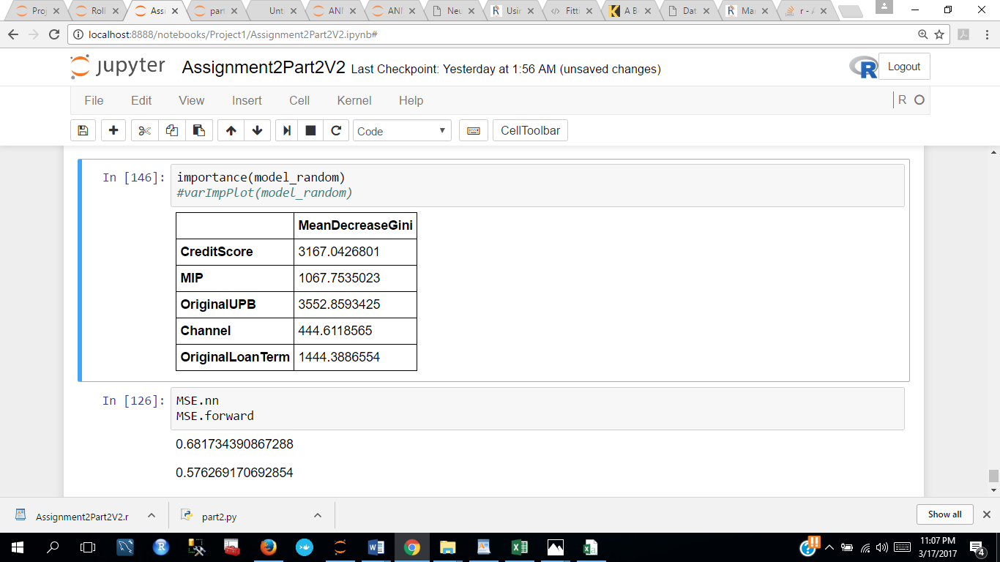 Proj
Roll
Assi
part
Unt
ANI
ANI
Neu
Usir
Fitti
A Be
Dat
Mai
r - A
localhost:8888/notebooks/Project1/Assignment2Part2V2.ipynb#
jupyter Assignment2Part2V2 Last Checkpoint: Yesterday at 1:56 AM (unsaved changes) R Logout
File Edit View Insert Cell Kernel Help R
Code CellToolbar
In [146]: importance(model_random)
#varImpPlot(model_random)
MeanDecreaseGini
CreditScore 3167.0426801
MIP 1067.7535023
OriginalUPB 3552.8593425
Channel 444.6118565
OriginalLoanTerm 1444.3886554
In [126]: MSE.nn
MSE.forward
0.681734390867288
0.576269170692854
Assignment2Part2V2.r part2.py Show all
11:07 PM
3/17/2017
4